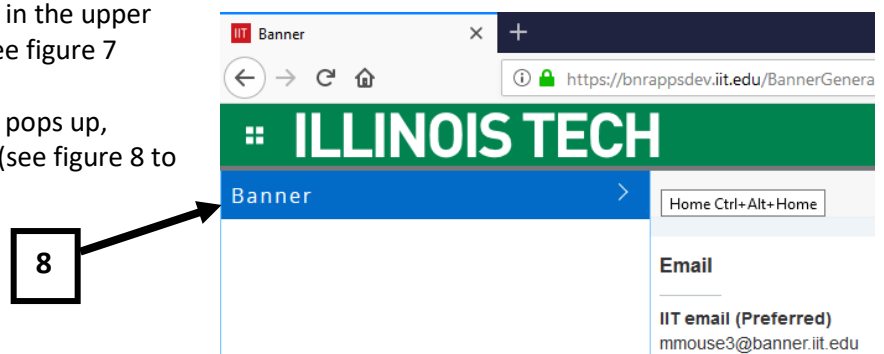 in the upper
ee figure 7
pops up,
(see figure 8 to
8
IIT Banner
https://bnrappsdev.iit.edu/BannerGenera
ILLINOIS TECH
Banner
Home Ctrl+Alt+Home
Email
IIT email (Preferred)
mmouse3@banner.iit.edu